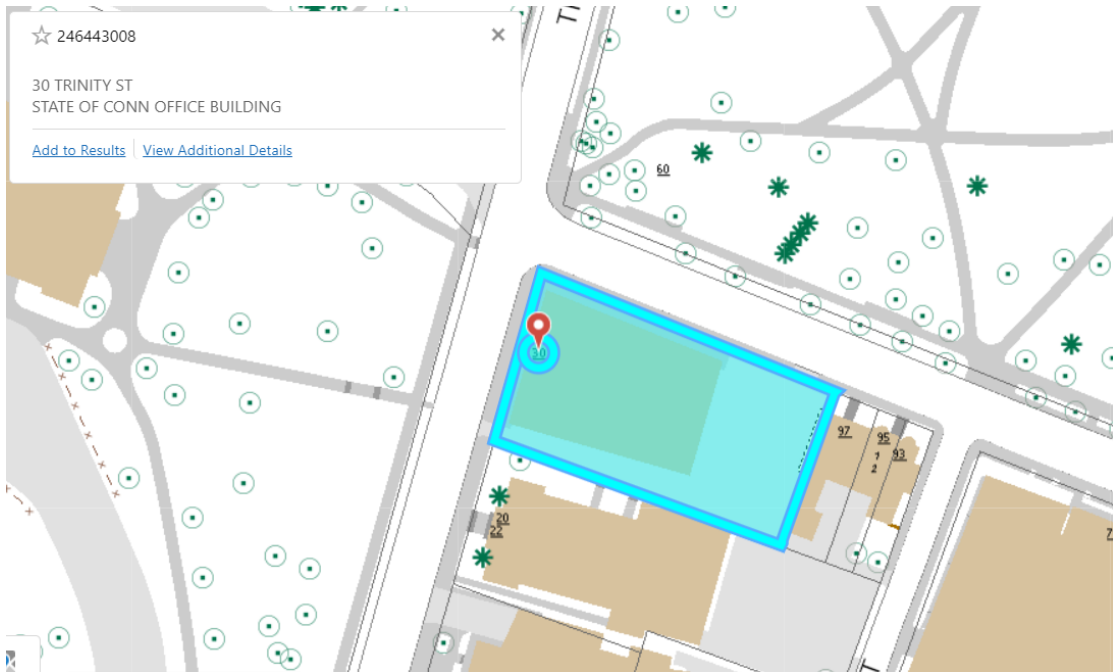 246443008
30 TRINITY ST
STATE OF CONN OFFICE BUILDING
Add to Results
View Additional Details
60
30
97
95
93
1
2
20
22
7
T